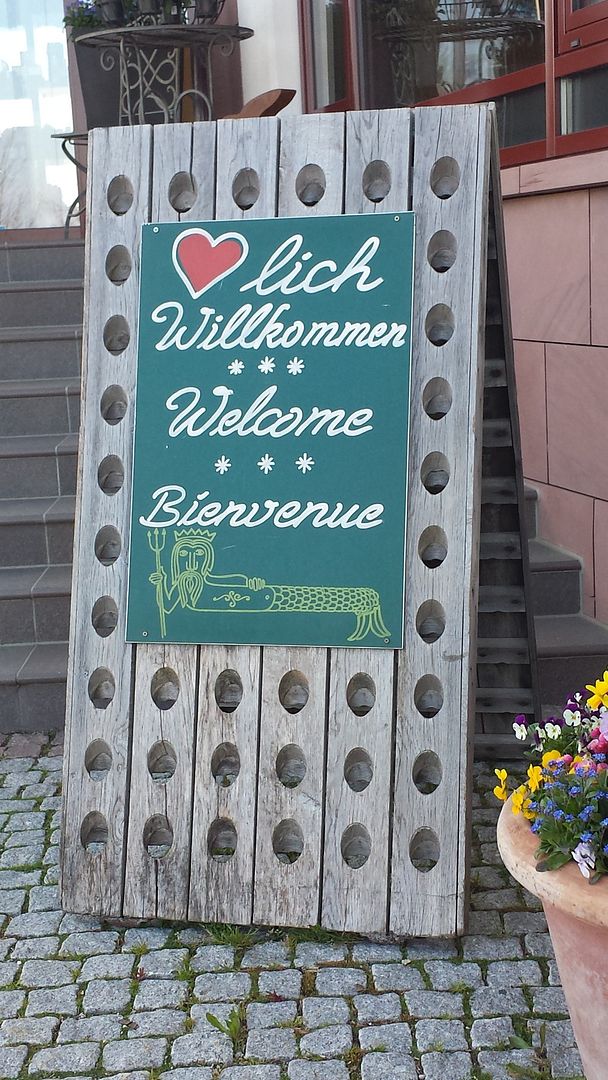 ❤lich
Willkommen
* * *
Welcome
* * *
Bienvenue